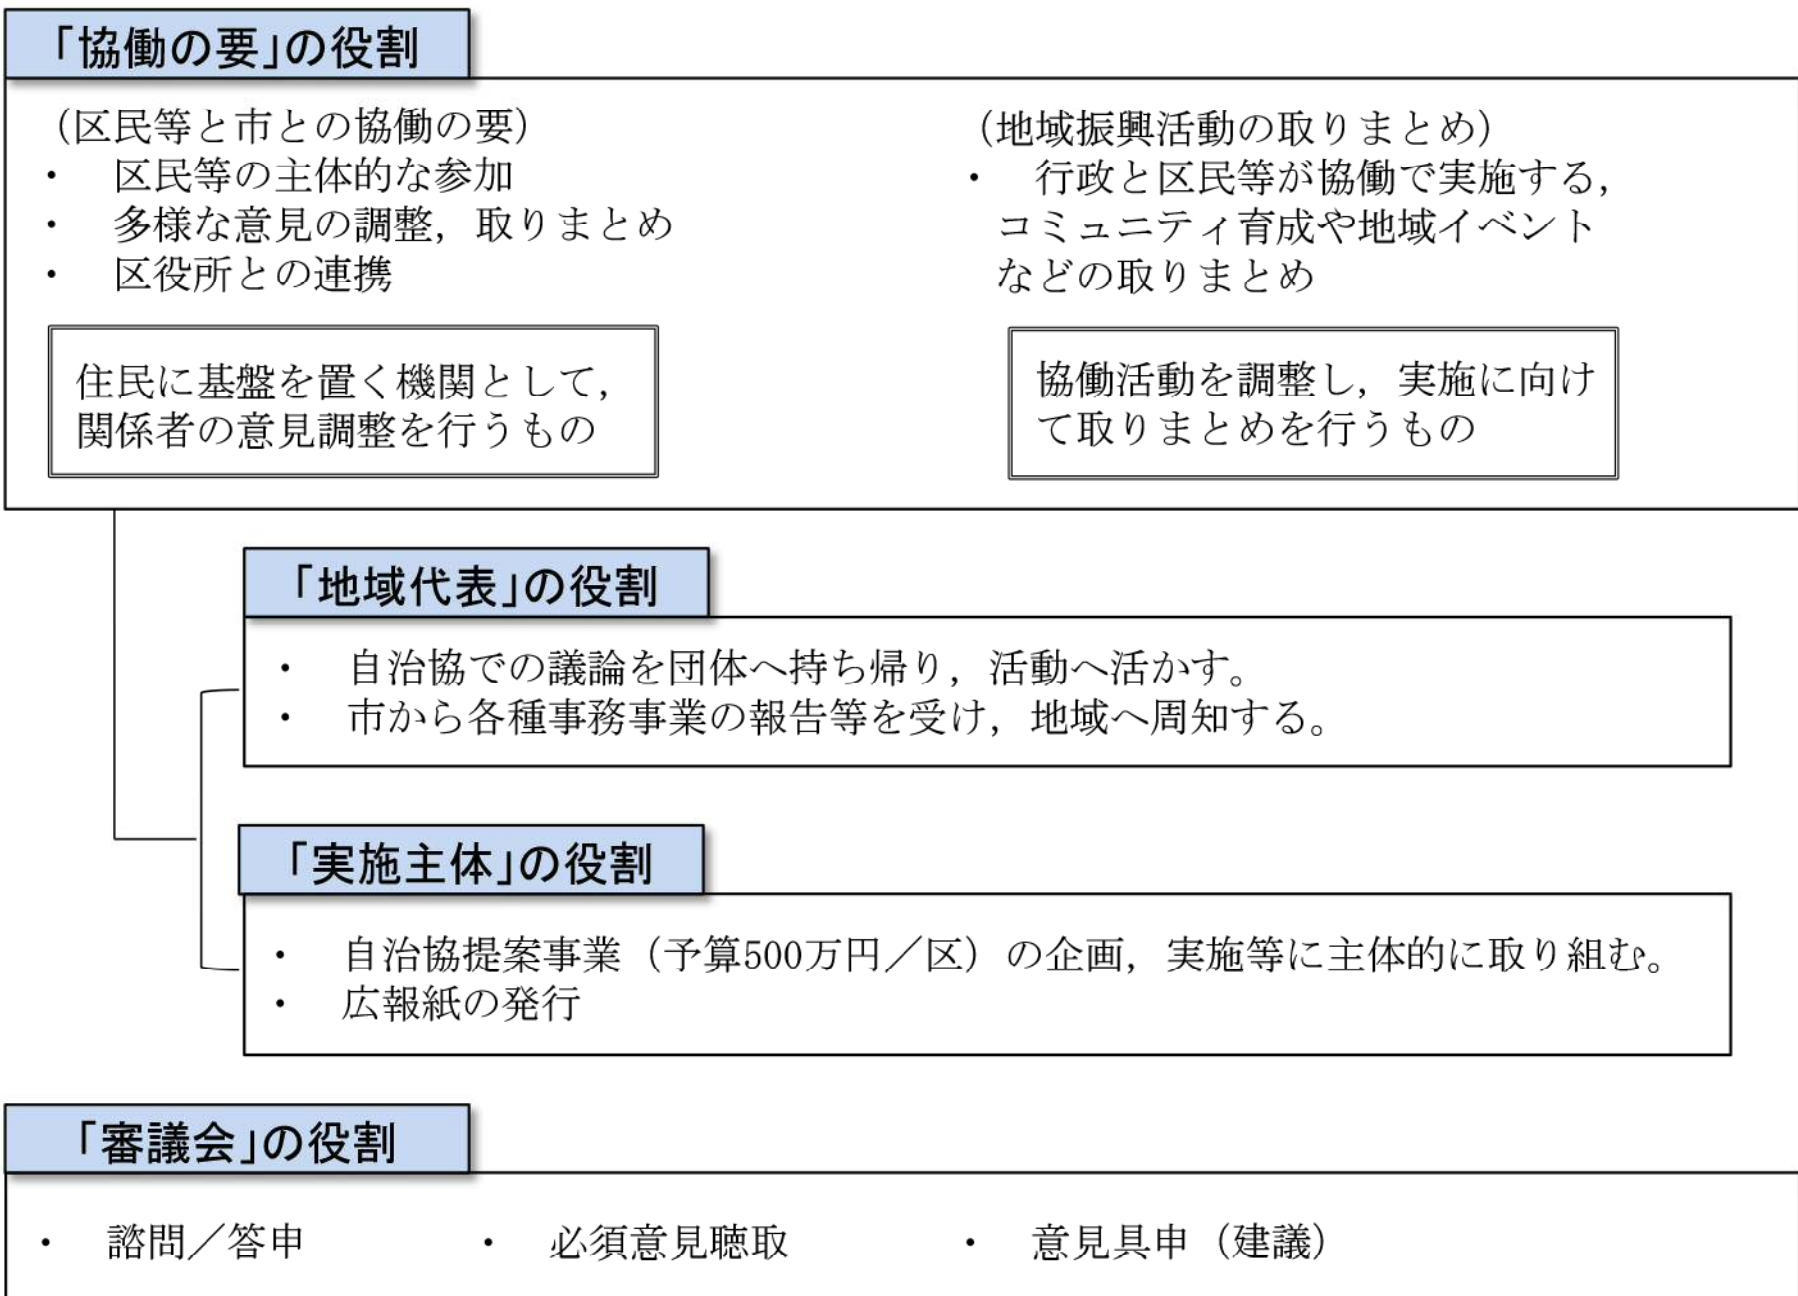 「協働の要」の役割
（区民等と市との協働の要）
・　区民等の主体的な参加
・　多様な意見の調整，取りまとめ
・　区役所との連携
住民に基盤を置く機関として，
関係者の意見調整を行うもの
（地域振興活動の取りまとめ）
・　行政と区民等が協働で実施する，
コミュニティ育成や地域イベント
などの取りまとめ
協働活動を調整し，実施に向け
て取りまとめを行うもの
「地域代表」の役割
・　自治協での議論を団体へ持ち帰り，活動へ活かす。
・　市から各種事務事業の報告等を受け，地域へ周知する。
「実施主体」の役割
・　自治協提案事業（予算500万円／区）の企画，実施等に主体的に取り組む。
・　広報紙の発行
「審議会」の役割
・　諮問／答申　・　必須意見聴取　・　意見具申（建議）